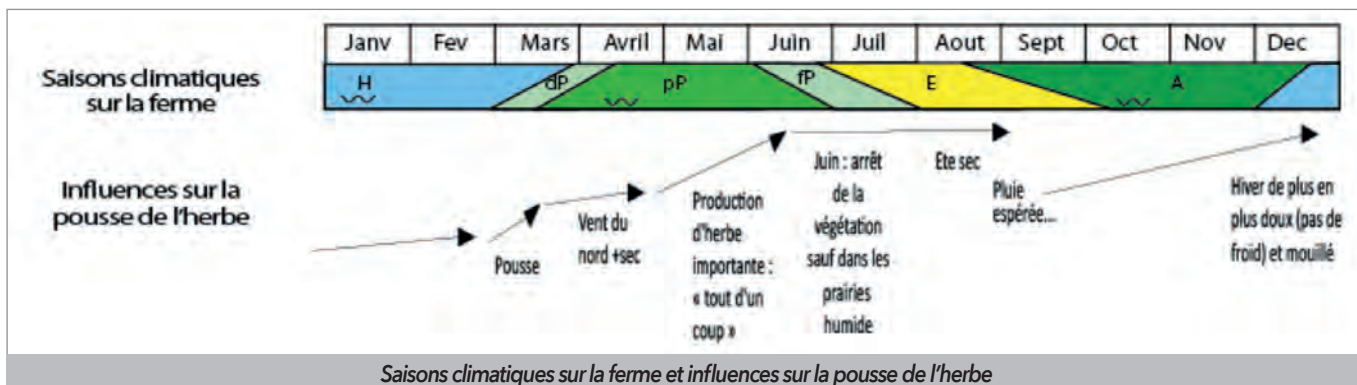 Janv Fev Mars Avril Mai Juin Juil Aout Sept Oct Nov Dec
Saisons climatiques
sur la ferme
H dP pP fP E A
Influences sur la
pousse de l'herbe
Pousse
Vent du
nord +sec
Production
d'herbe
importante :
« tout d'un
coup »
Juin : arrêt
de la
végétation
sauf dans les
prairies
humide
Ete sec
Pluie
espérée...
Hiver de plus en
plus doux (pas de
froid) et mouillé
Saisons climatiques sur la ferme et influences sur la pousse de l'herbe